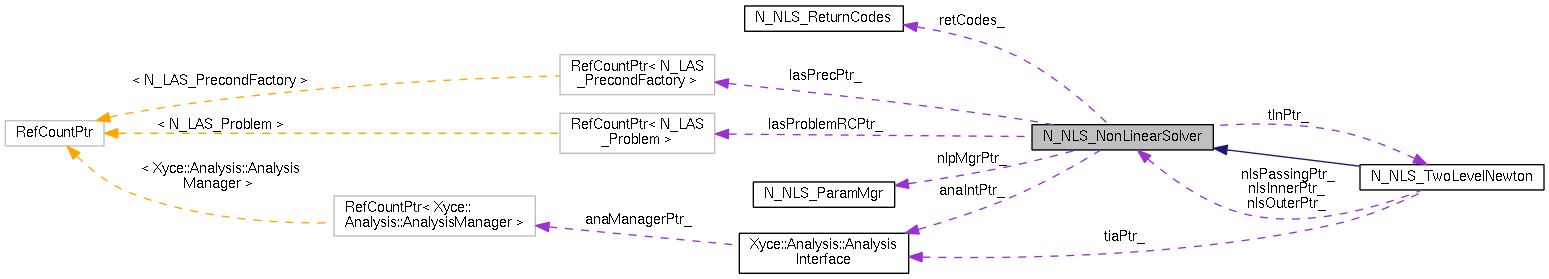 N_NLS_ReturnCodes
retCodes_
RefCountPtr< N_LAS
_PrecondFactory >
< N_LAS_PrecondFactory >
lasPrecPtr_
RefCountPtr
< N_LAS_Problem >
RefCountPtr< N_LAS
_Problem >
lasProblemRCPtr_
N_NLS_NonLinearSolver
tlnPtr_
nlpMgrPtr_
N_NLS_ParamMgr
anaIntPtr_
nlsPassingPtr_
nlsInnerPtr_
nlsOuterPtr_
N_NLS_TwoLevelNewton
< Xyce::Analysis::Analysis
Manager >
RefCountPtr< Xyce::
Analysis::AnalysisManager >
anaManagerPtr_
Xyce::Analysis::Analysis
Interface
tiaPtr_